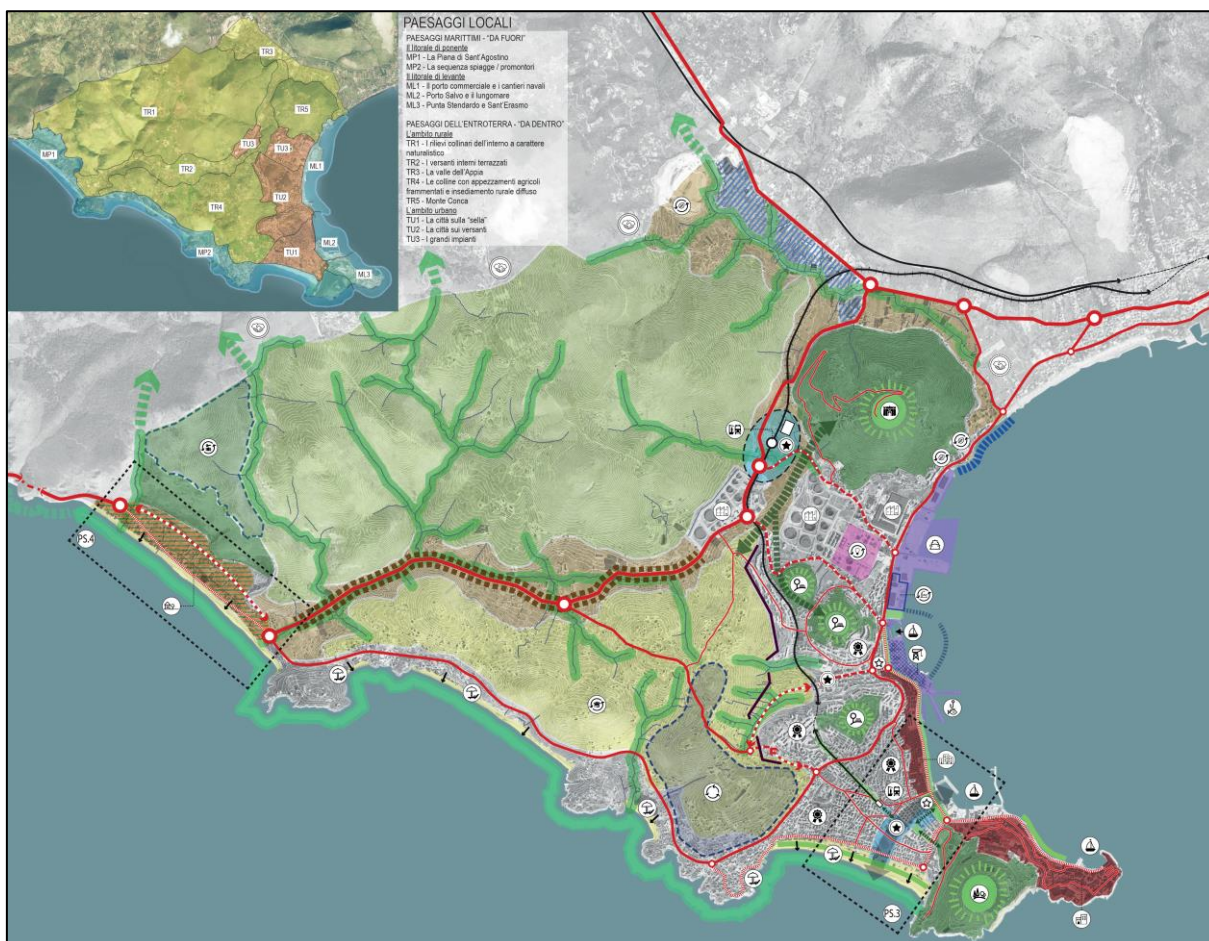 PAESAGGI LOCALI
PAESAGGI MARITTIMI - "DA FUORI"
Il litorale di ponente
MP1 - La Piana di Sant'Agostino
MP2 - La sequenza spiagge / promontori
Il litorale di levante
ML1 - Il porto commerciale e i cantieri navali
ML2 - Porto Salvo e il lungomare
ML3 - Punta Stendardo e Sant'Erasmo
PAESAGGI DELL'ENTROTERRA - "DA DENTRO"
L'ambito rurale
TR1 - I rilievi collinari dell'interno a carattere
naturalistico
TR2 - I versanti interni terrazzati
TR3 - La valle dell'Appia
TR4 - Le colline con appezzamenti agricoli
frammentati e insediamento rurale diffuso
TR5 - Monte Conca
L'ambito urbano
TU1 - La città sulla "sella"
TU2 - La città sui versanti
TU3 - I grandi impianti
TR3
TR1
TR5
TU3
TU3
MP1
ML1
TR2
TU2
TR4
MP2
TU1
ML2
ML3
PS.4
PS.3